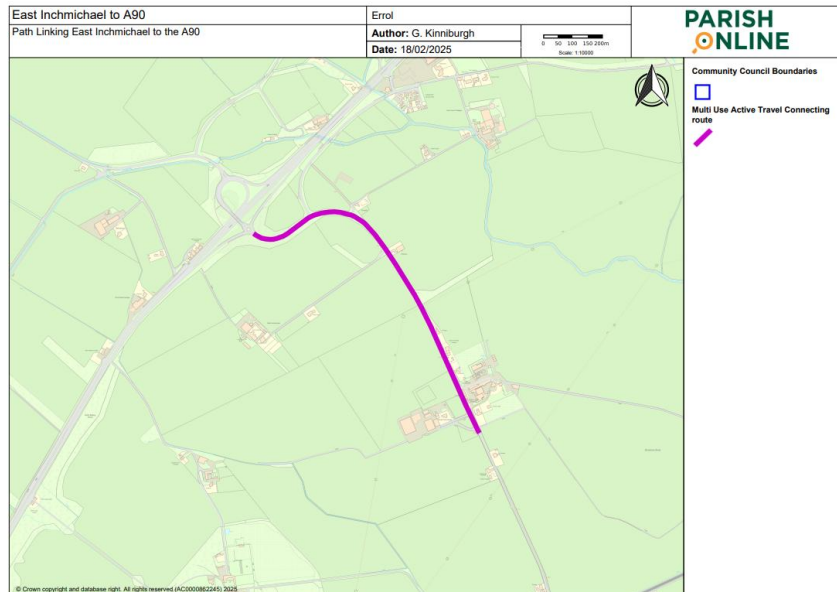 East Inchmichael to A90
Path Linking East Inchmichael to the A90
Errol
Author: G. Kinniburgh
Date: 18/02/2025
0 50 100 150 200m
Scale: 1:10000
PARISH
ONLINE
Community Council Boundaries
Multi Use Active Travel Connecting
route
© Crown copyright and database right. All rights reserved (AC0000862245) 2025